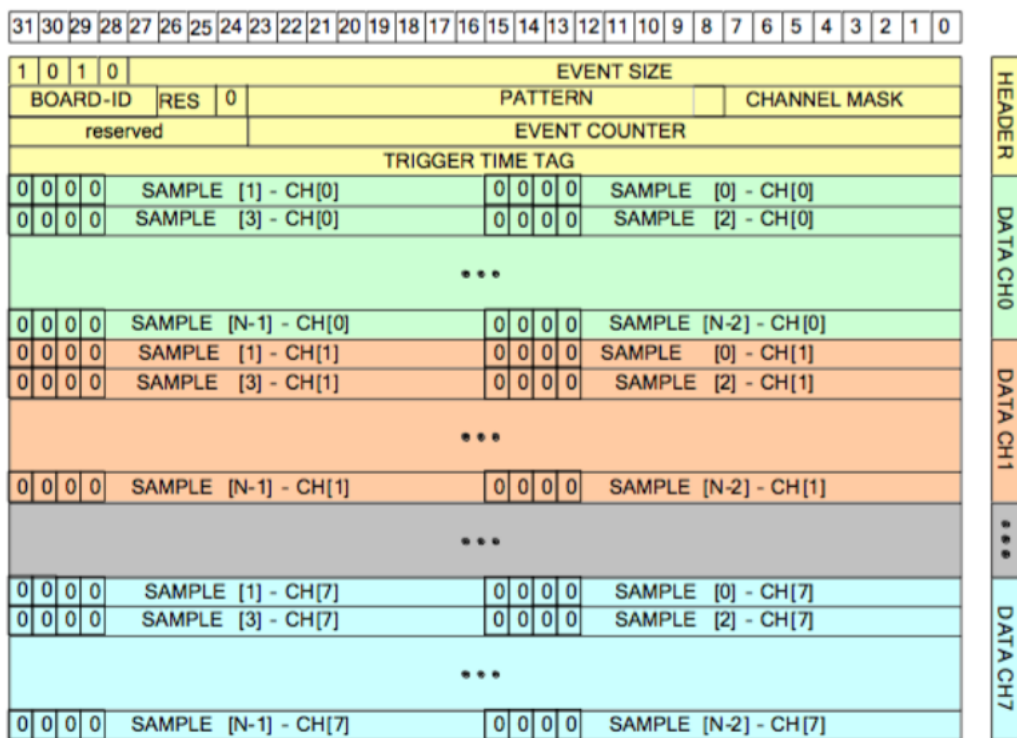 31 30 29 28 27 26 25 24 23 22 21 20 19 18 17 16 15 14 13 12 11 10 9 8 7 6 5 4 3 2 1 0
1 0 1 0 EVENT SIZE
BOARD-ID RES 0 PATTERN CHANNEL MASK
reserved EVENT COUNTER
TRIGGER TIME TAG
HEADER
0 0 0 0 SAMPLE [1] - CH[0] 0 0 0 0 SAMPLE [0] - CH[0]
0 0 0 0 SAMPLE [3] - CH[0] 0 0 0 0 SAMPLE [2] - CH[0]
•••
0 0 0 0 SAMPLE [N-1] - CH[0] 0 0 0 0 SAMPLE [N-2] - CH[0]
DATA CH0
0 0 0 0 SAMPLE [1] - CH[1] 0 0 0 0 SAMPLE [0] - CH[1]
0 0 0 0 SAMPLE [3] - CH[1] 0 0 0 0 SAMPLE [2] - CH[1]
•••
0 0 0 0 SAMPLE [N-1] - CH[1] 0 0 0 0 SAMPLE [N-2] - CH[1]
DATA CH1
•••
•••
0 0 0 0 SAMPLE [1] - CH[7] 0 0 0 0 SAMPLE [0] - CH[7]
0 0 0 0 SAMPLE [3] - CH[7] 0 0 0 0 SAMPLE [2] - CH[7]
•••
0 0 0 0 SAMPLE [N-1] - CH[7] 0 0 0 0 SAMPLE [N-2] - CH[7]
DATA CH7